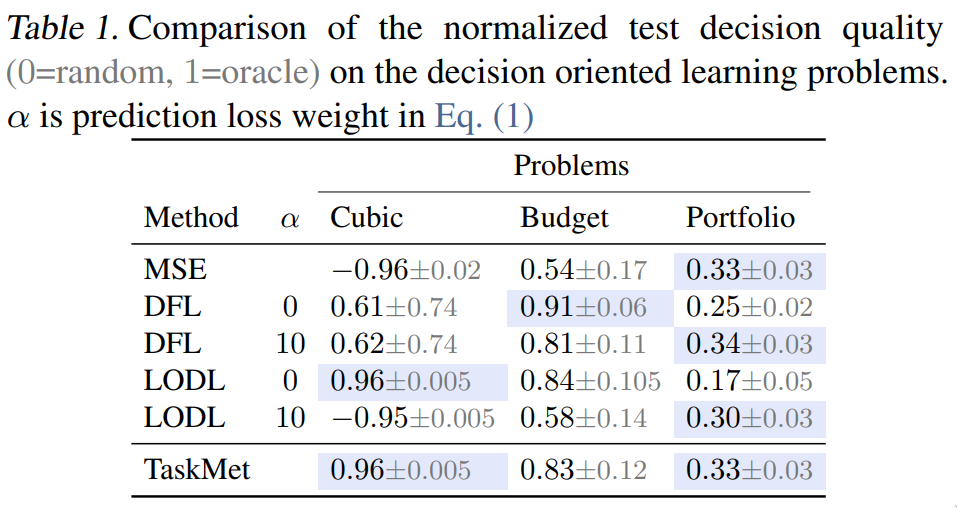 Table 1. Comparison of the normalized test decision quality
(0=random, 1=oracle) on the decision oriented learning problems.
α is prediction loss weight in Eq. (1)
Problems
Method α Cubic Budget Portfolio
MSE −0.96±0.02 0.54±0.17 0.33±0.03
DFL 0 0.61±0.74 0.91±0.06 0.25±0.02
DFL 10 0.62±0.74 0.81±0.11 0.34±0.03
LODL 0 0.96±0.005 0.84±0.105 0.17±0.05
LODL 10 −0.95±0.005 0.58±0.14 0.30±0.03
TaskMet 0.96±0.005 0.83±0.12 0.33±0.03